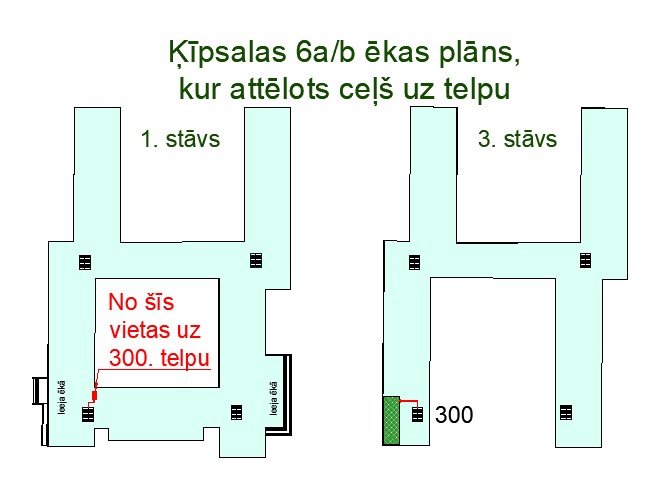 Ķīpsalas 6a/b ēkas plāns,
kur attēlots ceļš uz telpu
1. stāvs
3. stāvs
No šīs
vietas uz
300. telpu
Ieeja ēkā
Ieeja ēkā
300